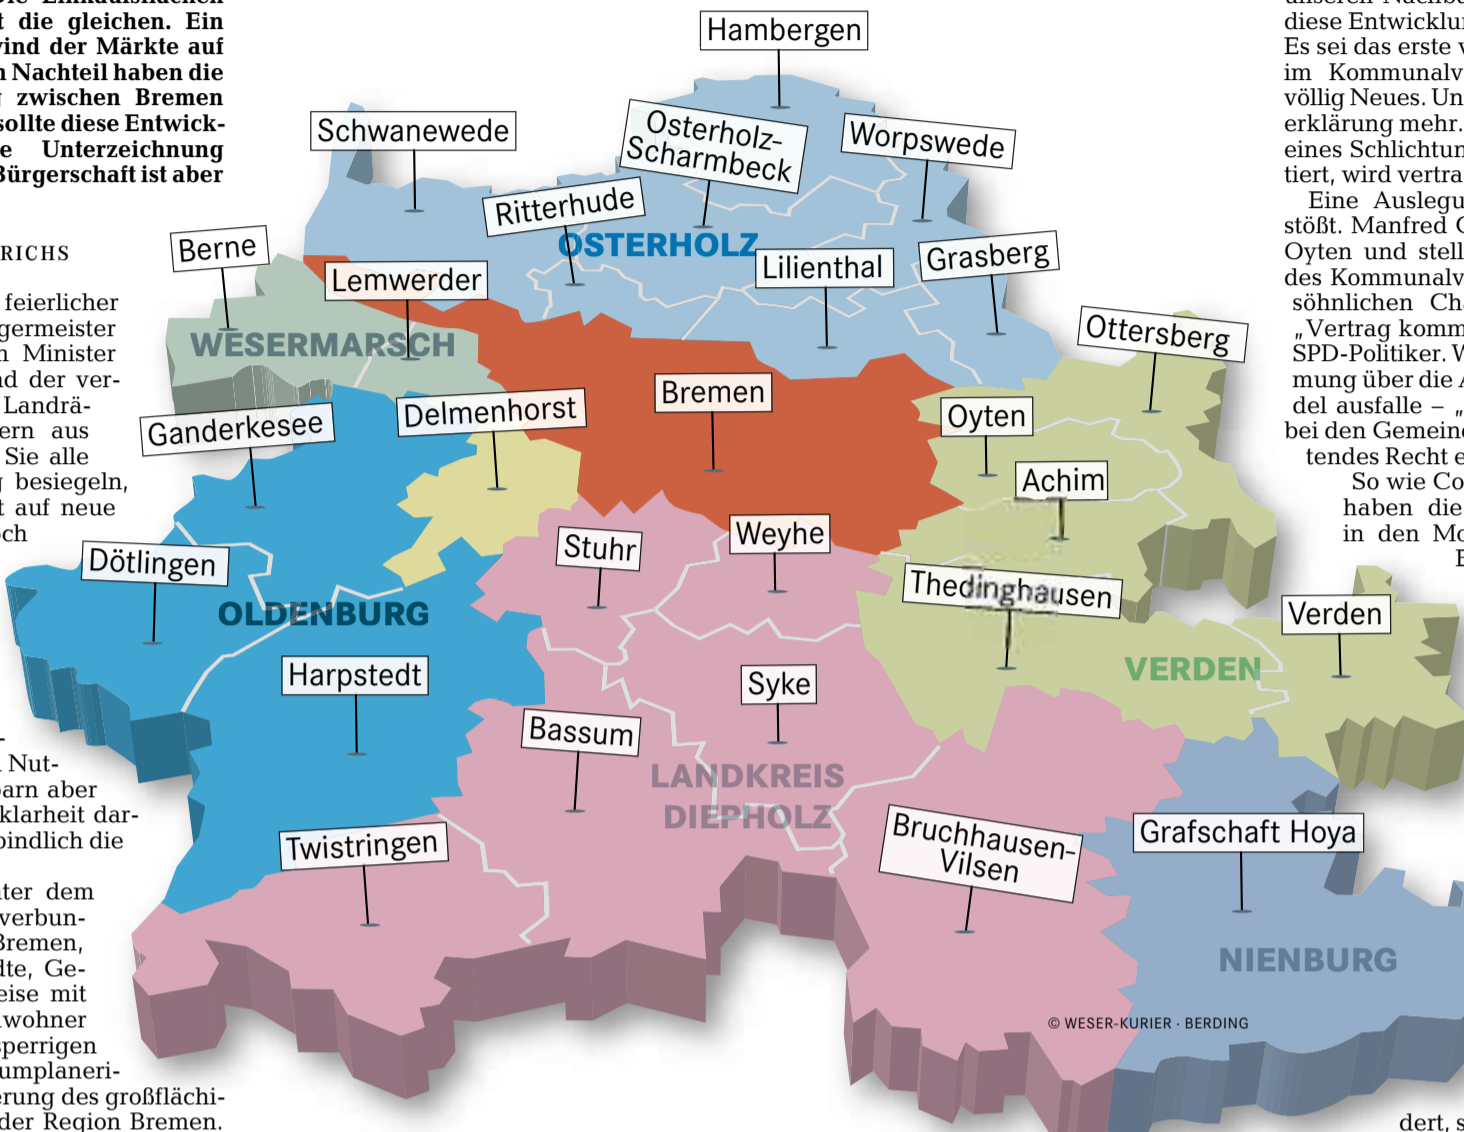 die gleichen. Ein
der Märkte auf
Nachteil haben die
zwischen Bremen
sollte diese Entwick-
Unterzeichnung
Bürgerschaft ist aber
RICHS
feierlicher
germeister
Minister
nd der ver-
Landrä-
ern aus
Sie alle
besiegeln,
t auf neue
och
-
Nut-
parn aber
klarheit dar-
bindlich die
ter dem
verbun-
Bremen,
dte, Ge-
eise mit
wohner
sperrigen
umplaneri-
erung des großflächi-
der Region Bremen.
Hambergen
Schwanewede
Osterholz-
Scharmbeck
Worpswede
Ritterhude
Berne
OSTERHOLZ
Lemwerder
Lilienthal
Grasberg
WESERMARSCH
Ottersberg
Bremen
Ganderkesee
Delmenhorst
Oyten
Achim
Dötlingen
Stuhr
Weyhe
Thedinghausen
OLDENBURG
Verden
Harpstedt
Syke
VERDEN
Bassum
LANDKREIS
DIEPHOLZ
Twistringen
Bruchhausen-
Vilsen
Grafschaft Hoya
NIENBURG
© WESER-KURIER · BERDING
diese Entwicklu
Es sei das erste v
im Kommunalv
völlig Neues. Un
erklärung mehr.
eines Schlichtun
tiert, wird vertra
Eine Auslegu
stößt. Manfred C
Oyten und stell
des Kommunalv
söhnlichen Cha
„Vertrag komm
SPD-Politiker. W
mung über die A
del ausfalle – „
bei den Gemeind
tendes Recht e
So wie Co
haben die
in den Mo
E
dert, s